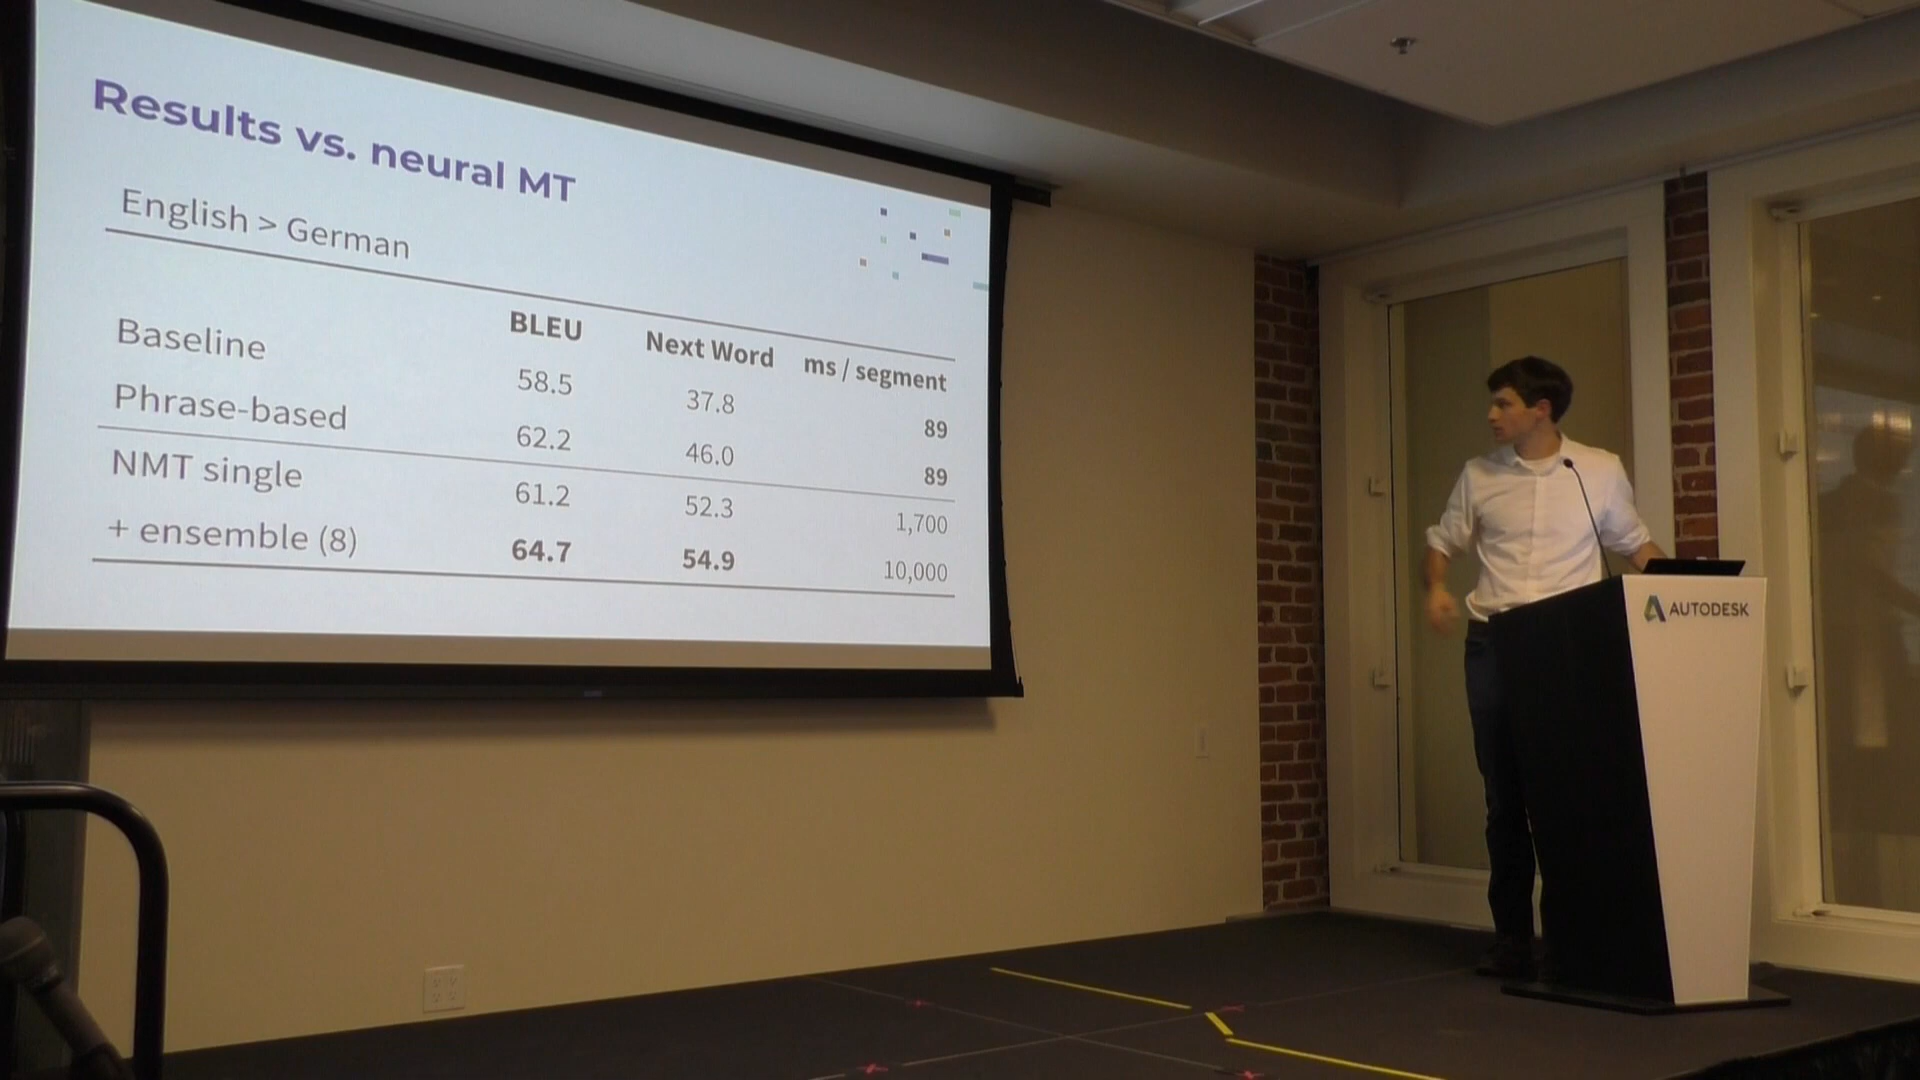 Results vs. neural MT
English > German
BLEU Next Word ms / segment
Baseline 58.5 37.8 89
Phrase-based 62.2 46.0 89
NMT single 61.2 52.3 1,700
+ ensemble (8) 64.7 54.9 10,000
AUTODESK